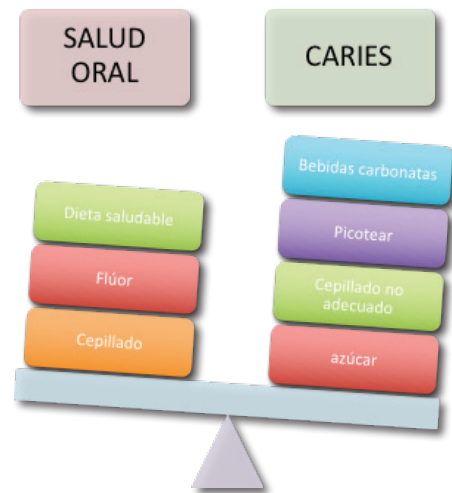 SALUD
ORAL
CARIES
Dieta saludable
Flúor
Cepillado
Bebidas carbonatas
Picotear
Cepillado no
adecuado
azúcar